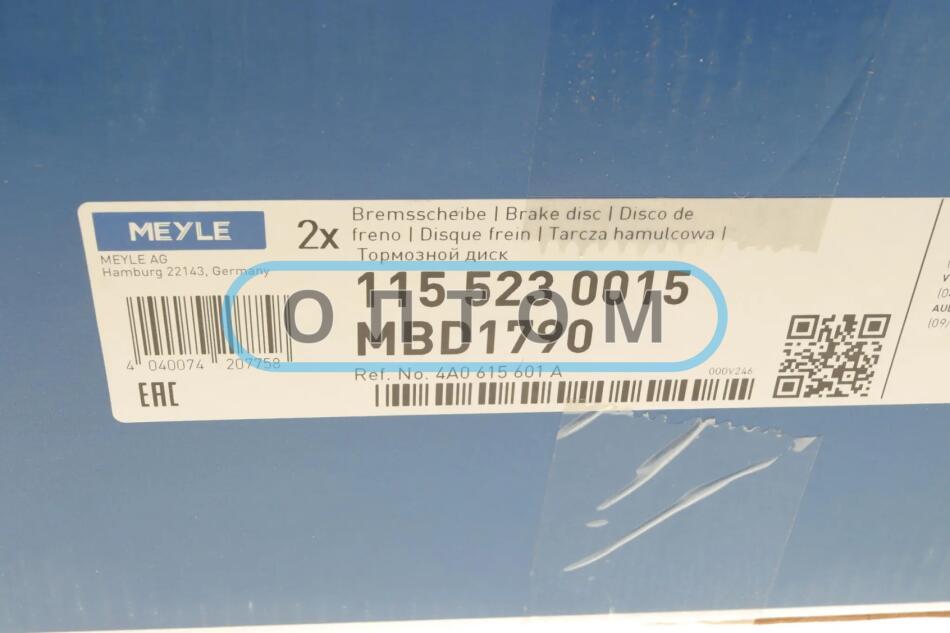 MEYLE
MEYLE AG
Hamburg 22143, Germany
2x
Bremsscheibe | Brake disc | Disco de
freno | Disque frein | Tarcza hamulcowa |
Тормозной диск
115 523 0015
MBD1790
ОПТОМ
Ref. No. 4A0 615 601 A
000V246
4 040074 207758
EAC